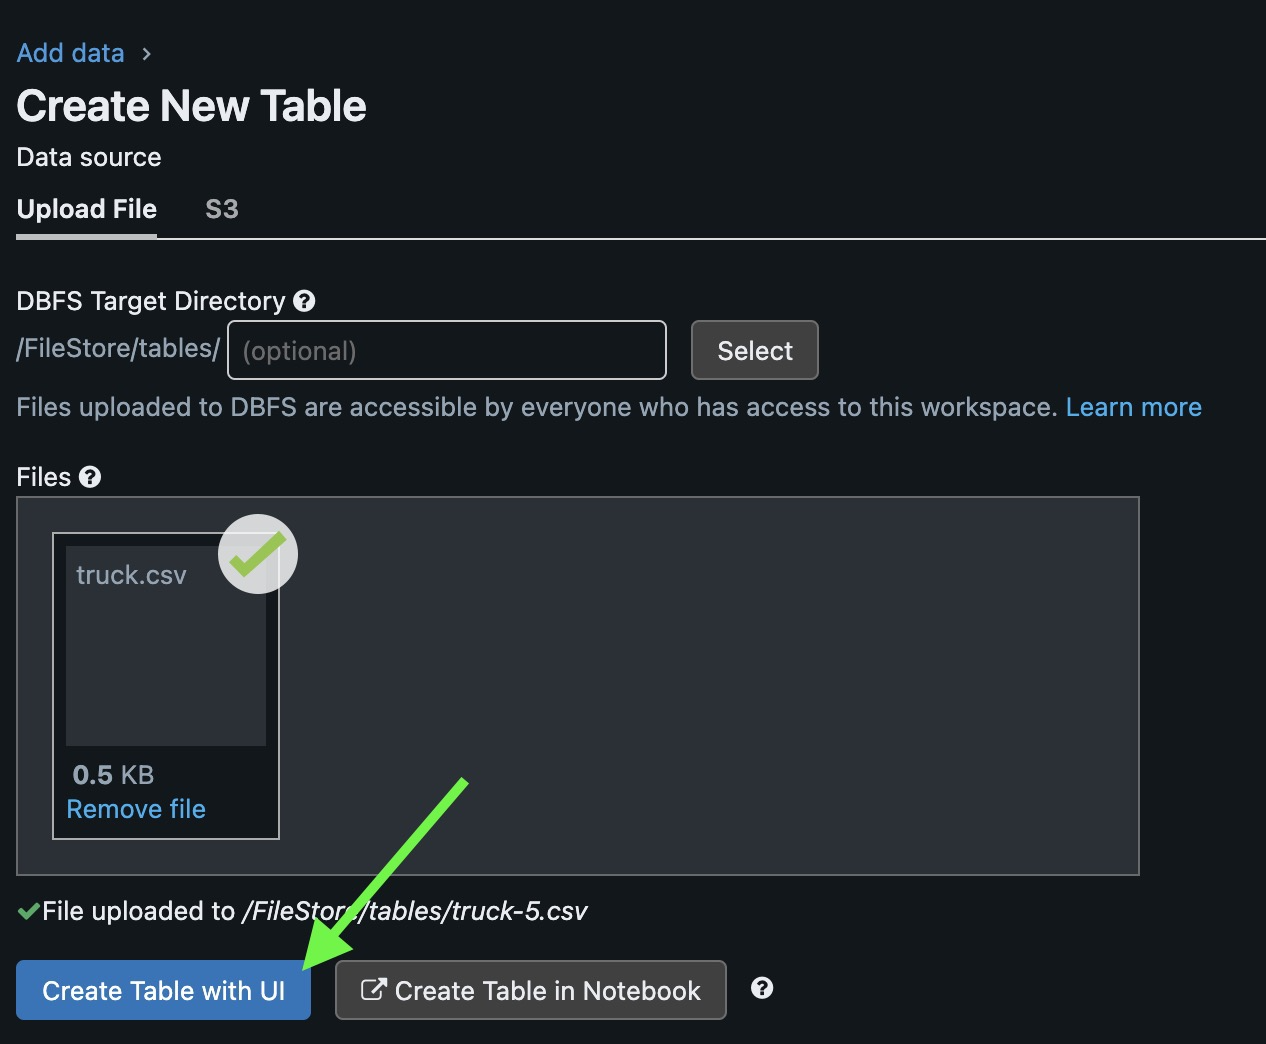 Add data >
Create New Table
Data source
Upload File S3
DBFS Target Directory ?
/FileStore/tables/ (optional) Select
Files uploaded to DBFS are accessible by everyone who has access to this workspace. Learn more
Files ?
truck.csv
0.5 KB
Remove file
File uploaded to /FileStore/tables/truck-5.csv
Create Table with UI Create Table in Notebook ?